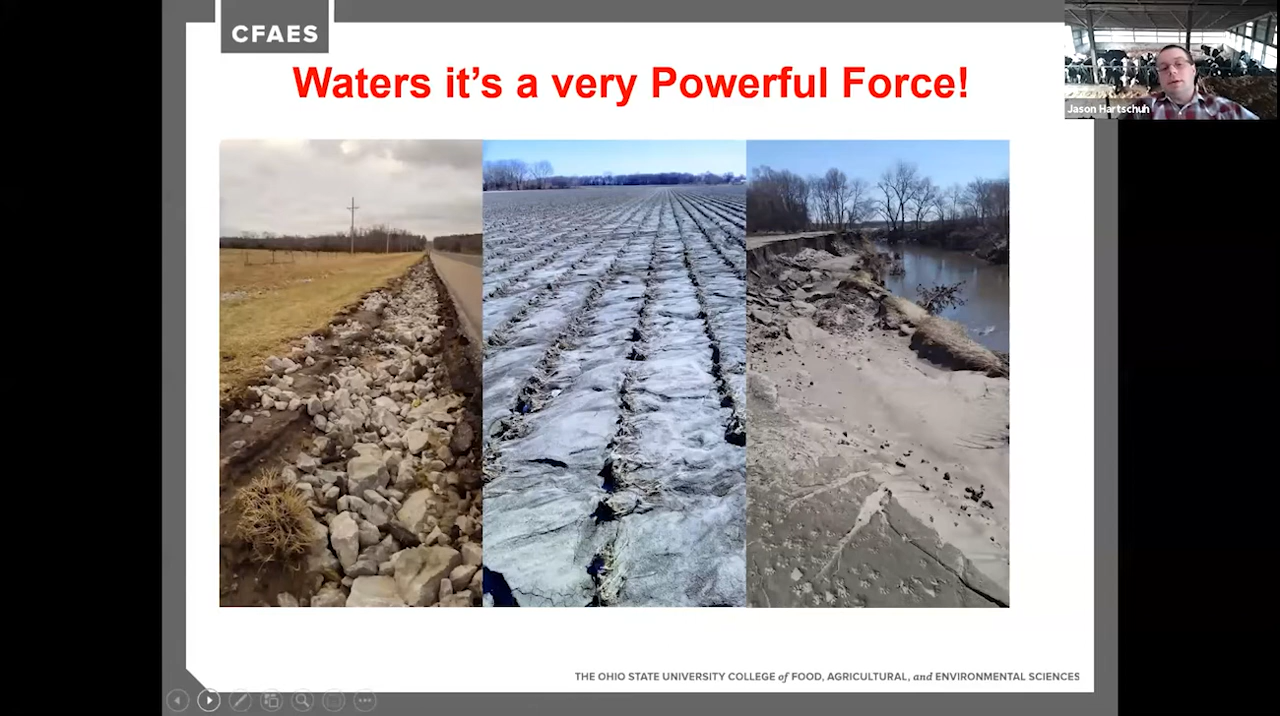 CFAES
Waters it's a very Powerful Force!
Jason Hartschuh
THE OHIO STATE UNIVERSITY COLLEGE of FOOD, AGRICULTURAL, and ENVIRONMENTAL SCIENCES